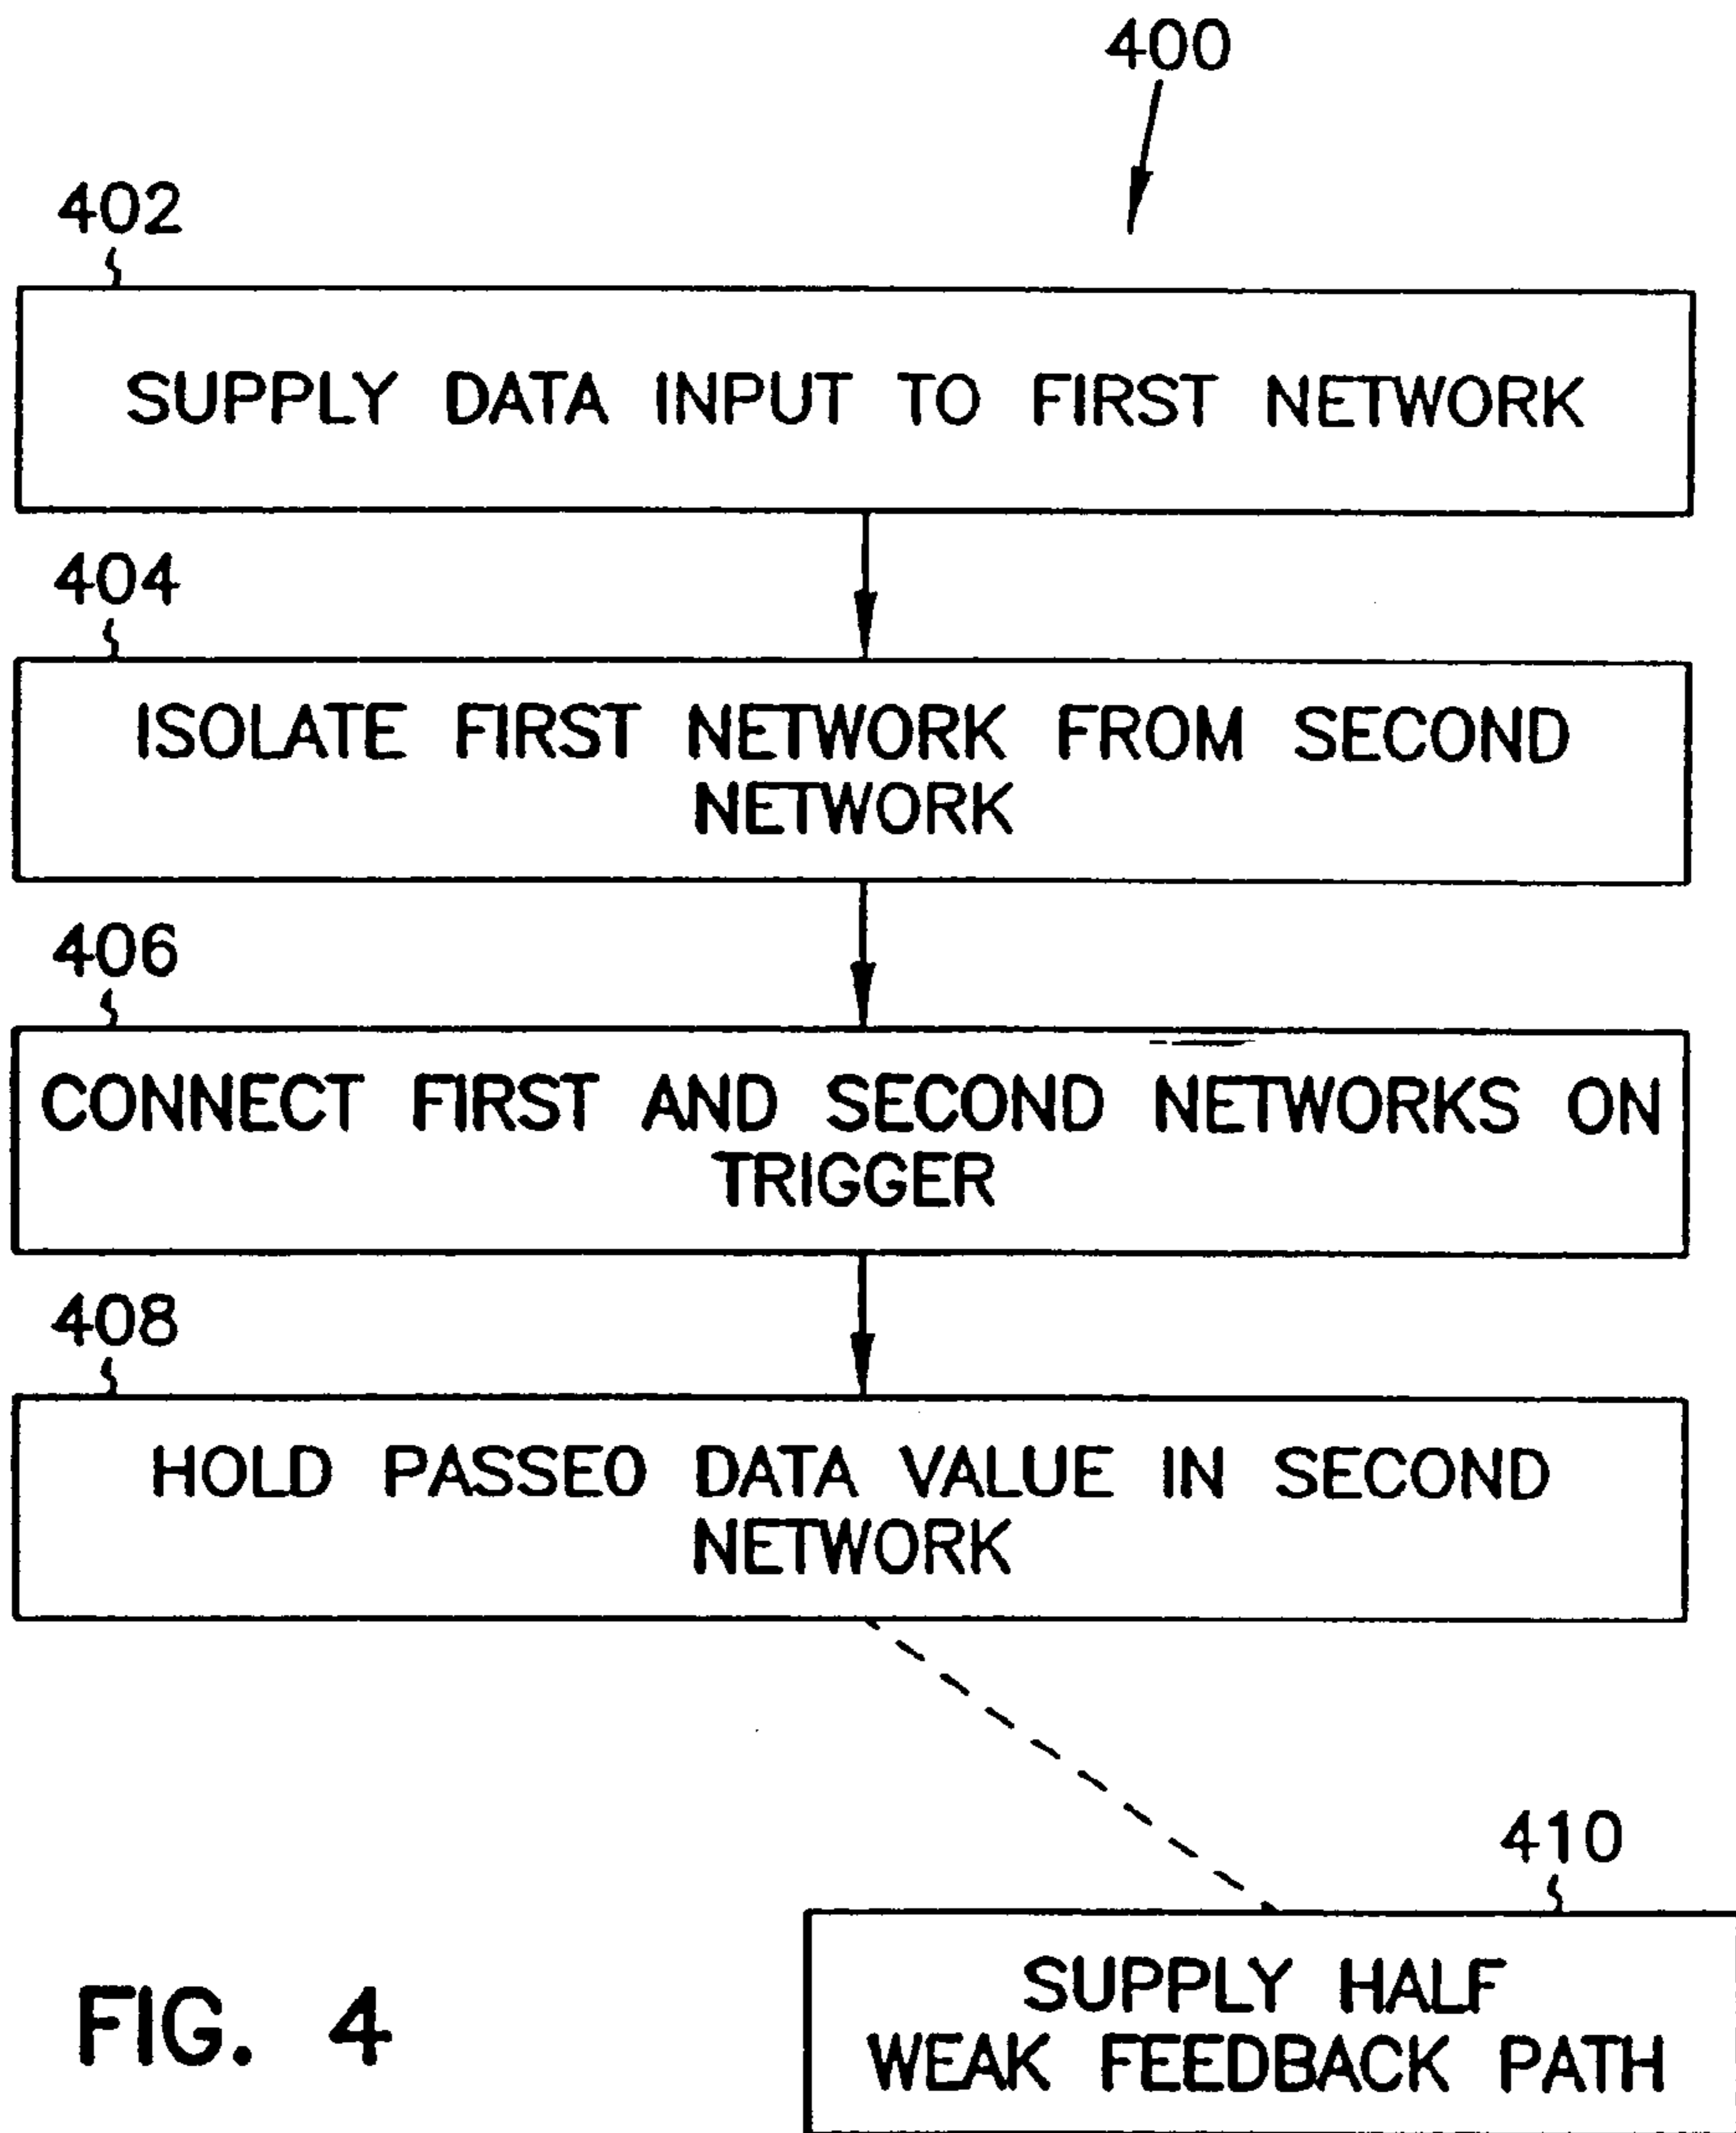 400
402
SUPPLY DATA INPUT TO FIRST NETWORK
404
ISOLATE FIRST NETWORK FROM SECOND
NETWORK
406
CONNECT FIRST AND SECOND NETWORKS ON
TRIGGER
408
HOLD PASSEO DATA VALUE IN SECOND
NETWORK
410
SUPPLY HALF
WEAK FEEDBACK PATH
FIG. 4